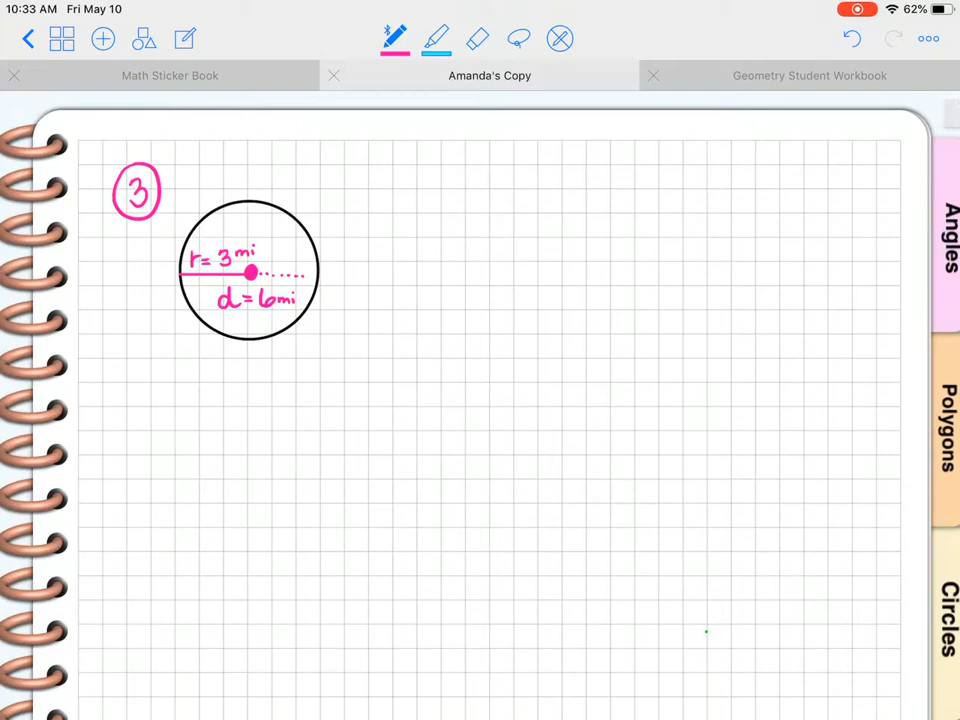 10:33 AM Fri May 10
62%
Math Sticker Book
Amanda's Copy
Geometry Student Workbook
3
r= 3 mi
d = 6 mi
Angles
Polygons
Circles